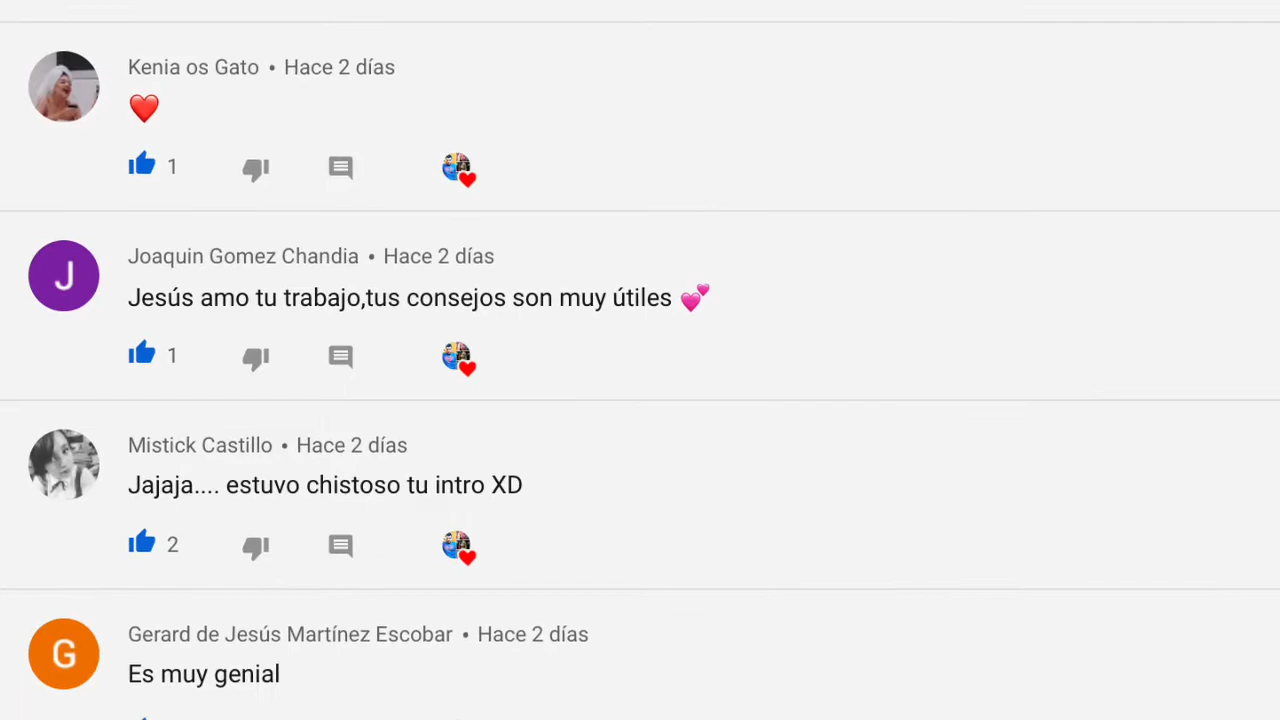 Kenia os Gato • Hace 2 días
❤️
1
J
Joaquin Gomez Chandia • Hace 2 días
Jesús amo tu trabajo,tus consejos son muy útiles 💕
1
Mistick Castillo • Hace 2 días
Jajaja.... estuvo chistoso tu intro XD
2
G
Gerard de Jesús Martínez Escobar • Hace 2 días
Es muy genial